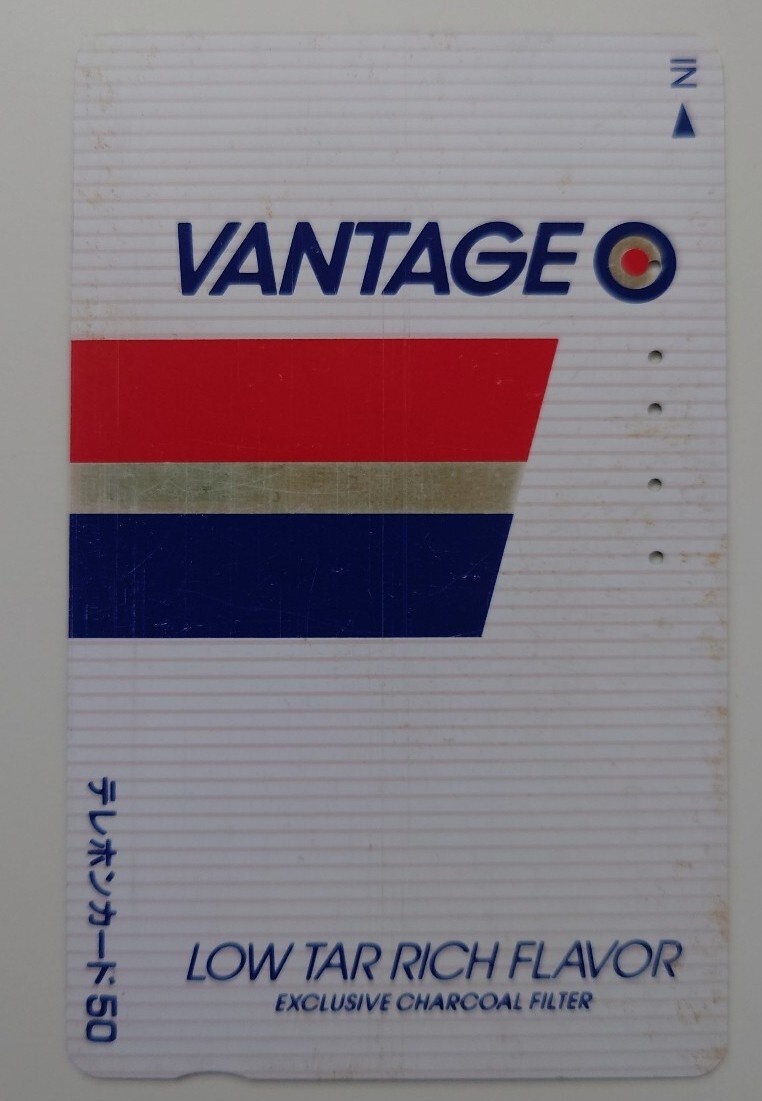 IN
VANTAGE
LOW TAR RICH FLAVOR
EXCLUSIVE CHARCOAL FILTER
テレホンカード50